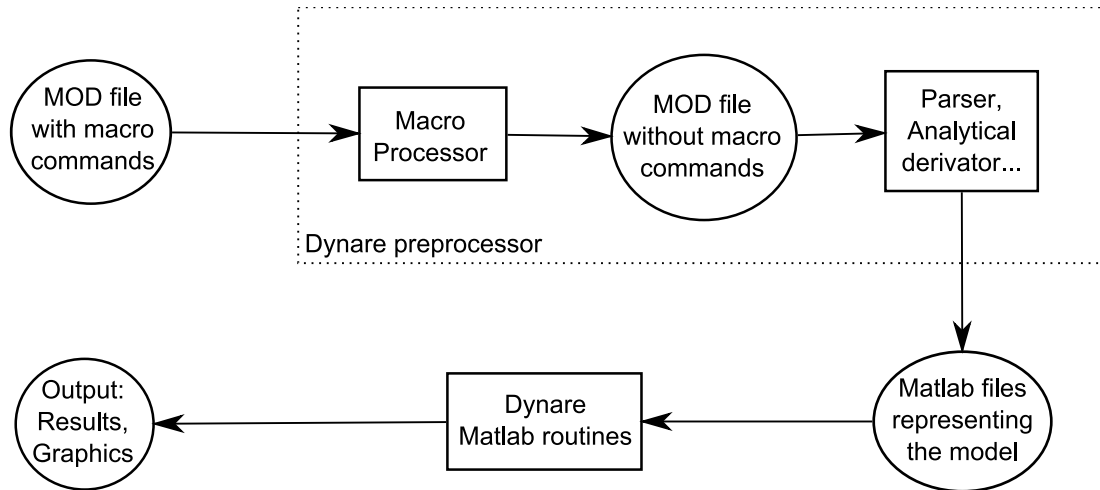 MOD file
with macro
commands
Macro
Processor
MOD file
without macro
commands
Parser,
Analytical
derivator...
Dynare preprocessor
Output:
Results,
Graphics
Dynare
Matlab routines
Matlab files
representing
the model